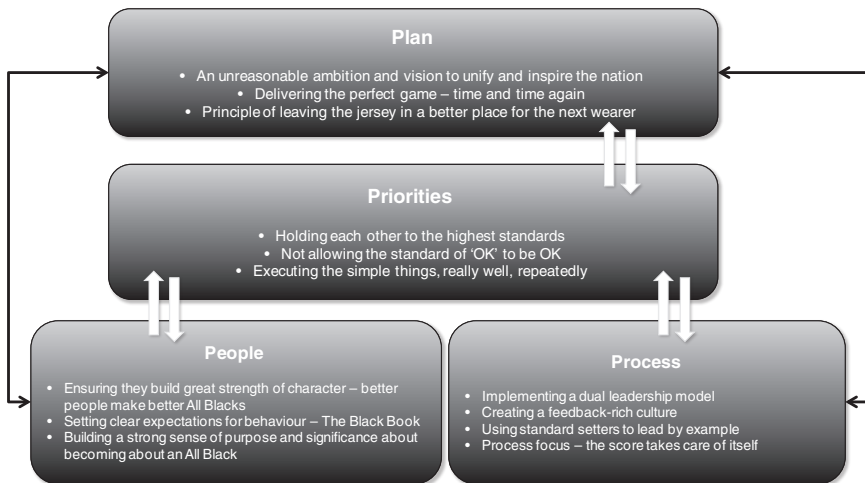 Plan
• An unreasonable ambition and vision to unify and inspire the nation
• Delivering the perfect game – time and time again
• Principle of leaving the jersey in a better place for the next wearer
Priorities
• Holding each other to the highest standards
• Not allowing the standard of ‘OK’ to be OK
• Executing the simple things, really well, repeatedly
People
• Ensuring they build great strength of character – better
people make better All Blacks
• Setting clear expectations for behaviour – The Black Book
• Building a strong sense of purpose and significance about
becoming about an All Black
Process
• Implementing a dual leadership model
• Creating a feedback-rich culture
• Using standard setters to lead by example
• Process focus – the score takes care of itself